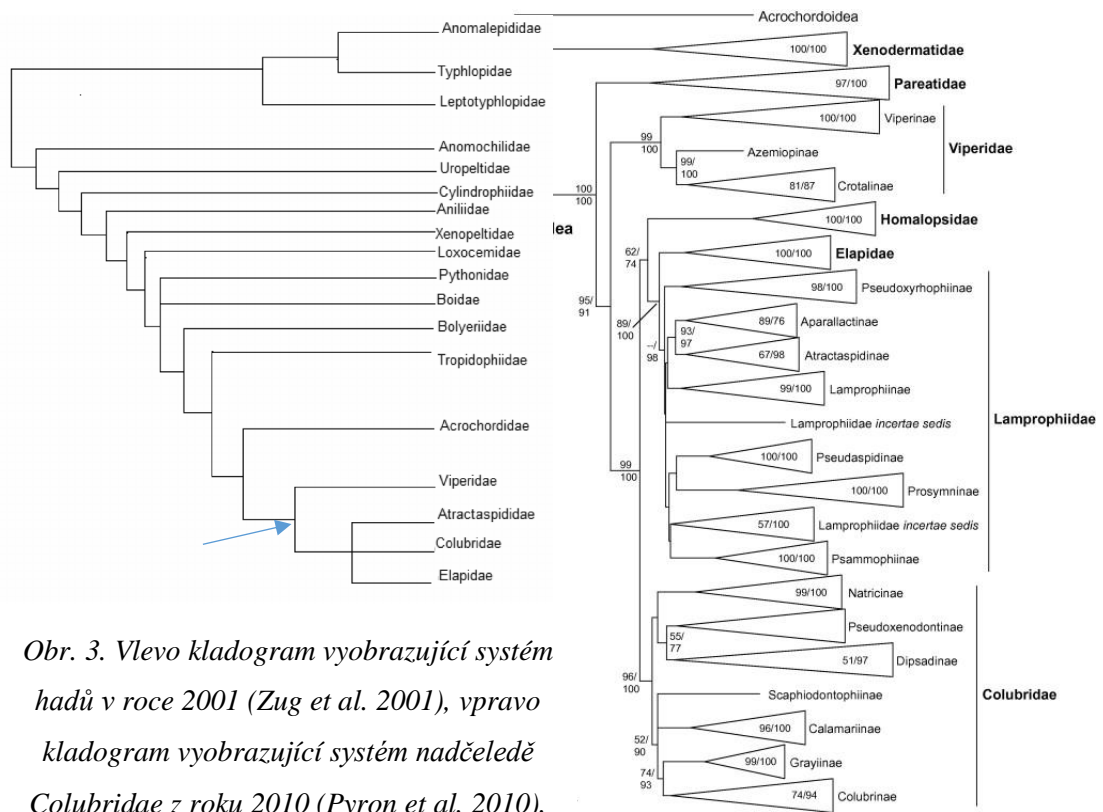 Anomalepididae
Typhlopidae
Leptotyphlopidae
Anomochilidae
Uropeltidae
Cylindrophiidae
Aniliidae
Xenopeltidae
Loxocemidae
Pythonidae
Boidae
Bolyeriidae
Tropidophiidae
Acrochordidae
Viperidae
Atractaspididae
Colubridae
Elapidae
Obr. 3. Vlevo kladogram vyobrazující systém
hadů v roce 2001 (Zug et al. 2001), vpravo
kladogram vyobrazující systém nadčeledě
Colubridae z roku 2010 (Pyron et al. 2010).
Acrochordoidea
100/100 Xenodermatidae
97/100 Pareatidae
100/100 Viperinae
99
100
Viperidae
Azemiopinae
99/
100
81/87 Crotalinae
100
100
dea
100/100 Homalopsidae
62/
74
100/100 Elapidae
98/100 Pseudoxyrhophiinae
95/
91
89/
100
89/76 Aparallactinae
93/
97
--/
98
67/98 Atractaspidinae
99/100 Lamprophiinae
Lamprophiidae
Lamprophiidae incertae sedis
99
100
100/100 Pseudaspidinae
100/100 Prosymninae
57/100 Lamprophiidae incertae sedis
100/100 Psammophiinae
99/100 Natricinae
Pseudoxenodontinae
55/
77
51/97 Dipsadinae
96/
100
Scaphiodontophiinae
Colubridae
96/100 Calamariinae
52/
90
99/100 Grayiinae
74/
93
74/94 Colubrinae